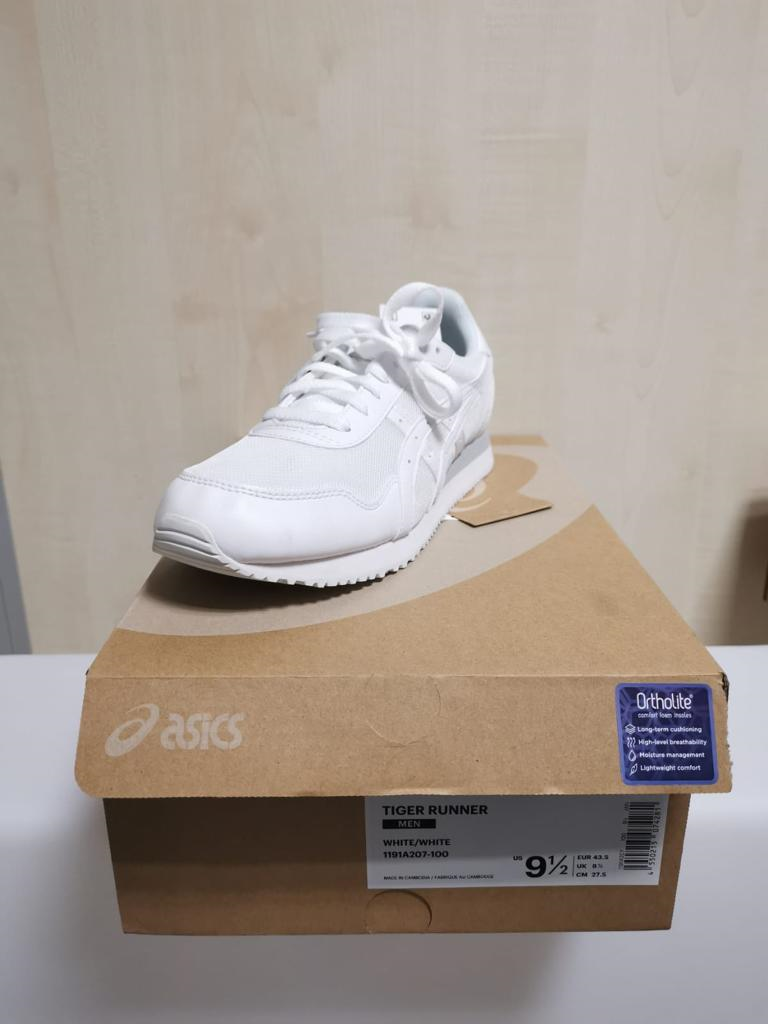 asics
Ortholite®
comfort foam insoles
Long-term cushioning
High-level breathability
Moisture management
Lightweight comfort
TIGER RUNNER
MEN
WHITE/WHITE
1191A207-100
US 9½
EUR 43.5
UK 8½
CM 27.5
MADE IN CAMBODIA / FABRIQUE AU CAMBODGE